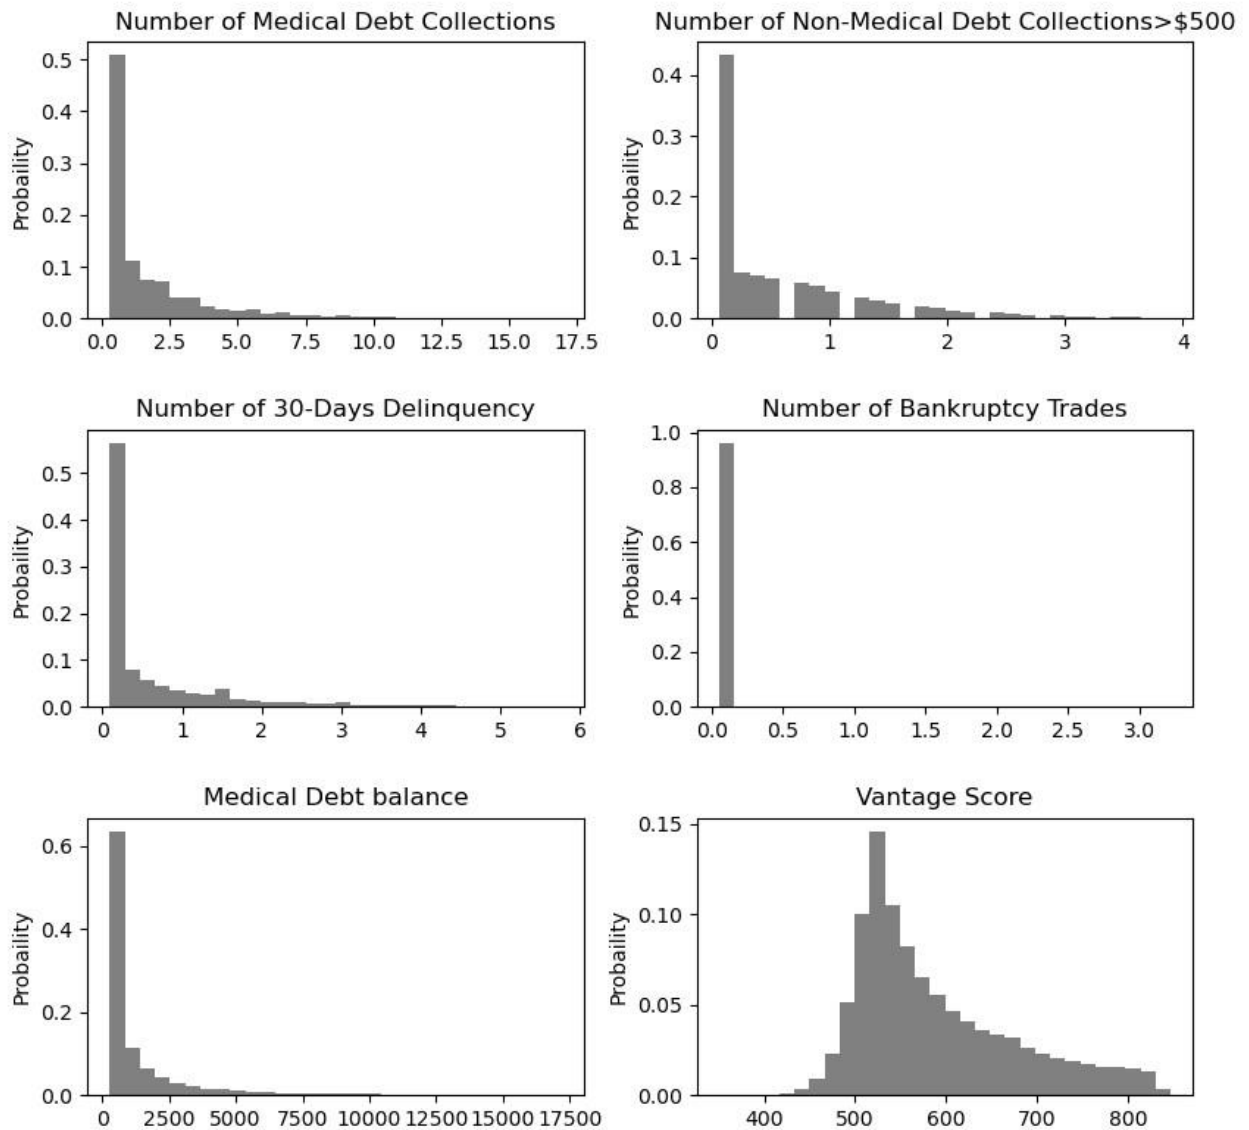 Number of Medical Debt Collections
Probaility
0.5
0.4
0.3
0.2
0.1
0.0
0.0 2.5 5.0 7.5 10.0 12.5 15.0 17.5
Number of Non-Medical Debt Collections>$500
Probaility
0.4
0.3
0.2
0.1
0.0
0 1 2 3 4
Number of 30-Days Delinquency
Probaility
0.5
0.4
0.3
0.2
0.1
0.0
0 1 2 3 4 5 6
Number of Bankruptcy Trades
Probaility
1.0
0.8
0.6
0.4
0.2
0.0
0.0 0.5 1.0 1.5 2.0 2.5 3.0
Medical Debt balance
Probaility
0.6
0.4
0.2
0.0
0 2500 5000 7500 10000 12500 15000 17500
Vantage Score
Probaility
0.15
0.10
0.05
0.00
400 500 600 700 800